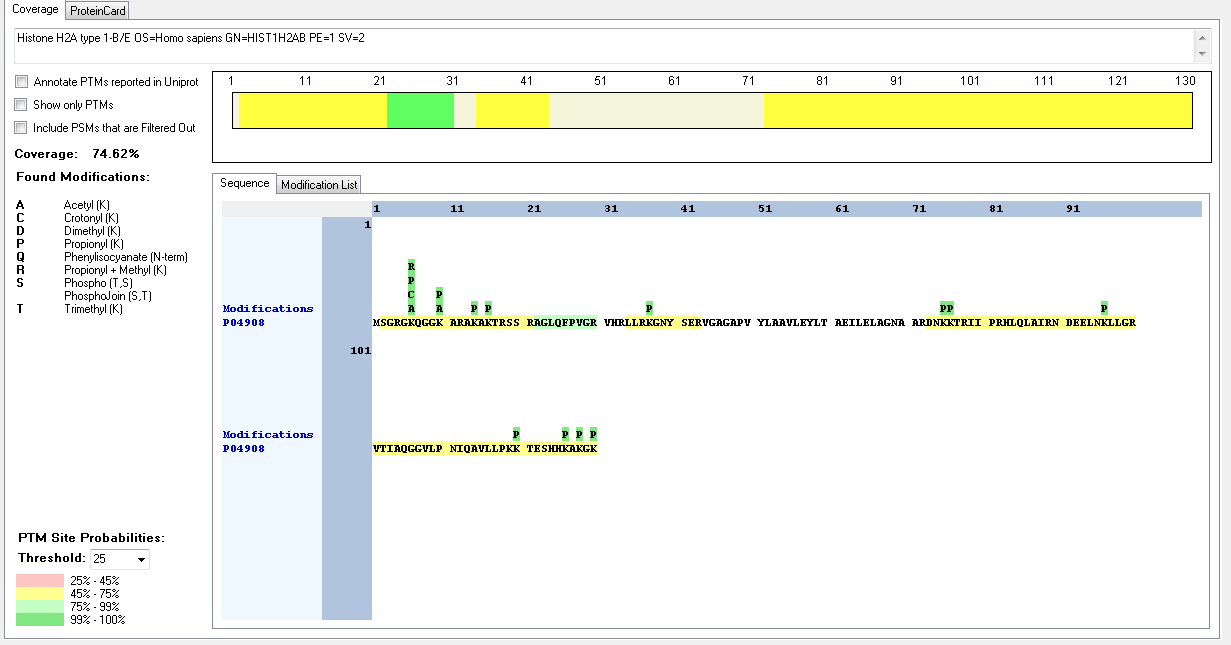 Coverage ProteinCard
Histone H2A type 1-B/E OS=Homo sapiens GN=HIST1H2AB PE=1 SV=2
Annotate PTMs reported in Uniprot
Show only PTMs
Include PSMs that are Filtered Out
Coverage: 74.62%
Found Modifications:
A Acetyl (K)
C Crotonyl (K)
D Dimethyl (K)
P Propionyl (K)
Q Phenylisocyanate (N-term)
R Propionyl + Methyl (K)
S Phospho (T,S)
PhosphoJoin (S,T)
T Trimethyl (K)
1 11 21 31 41 51 61 71 81 91 101 111 121 130
Sequence Modification List
1 11 21 31 41 51 61 71 81 91
1
R
P
C P
Modifications A A P P P PP P
P04908 MSGRGKQGGK ARAKAKTRSS RAGLQFPVGR VHRLLRKGNY SERVGAGAPV YLAAVLEYLT AEILELAGNA ARDNKKTRII PRHLQLAIRN DEELNKLLGR
101
Modifications P P P P
P04908 VTIAQGGVLP NIQAVLLPKK TESHHKAKGK
PTM Site Probabilities:
Threshold: 25
25% - 45%
45% - 75%
75% - 99%
99% - 100%